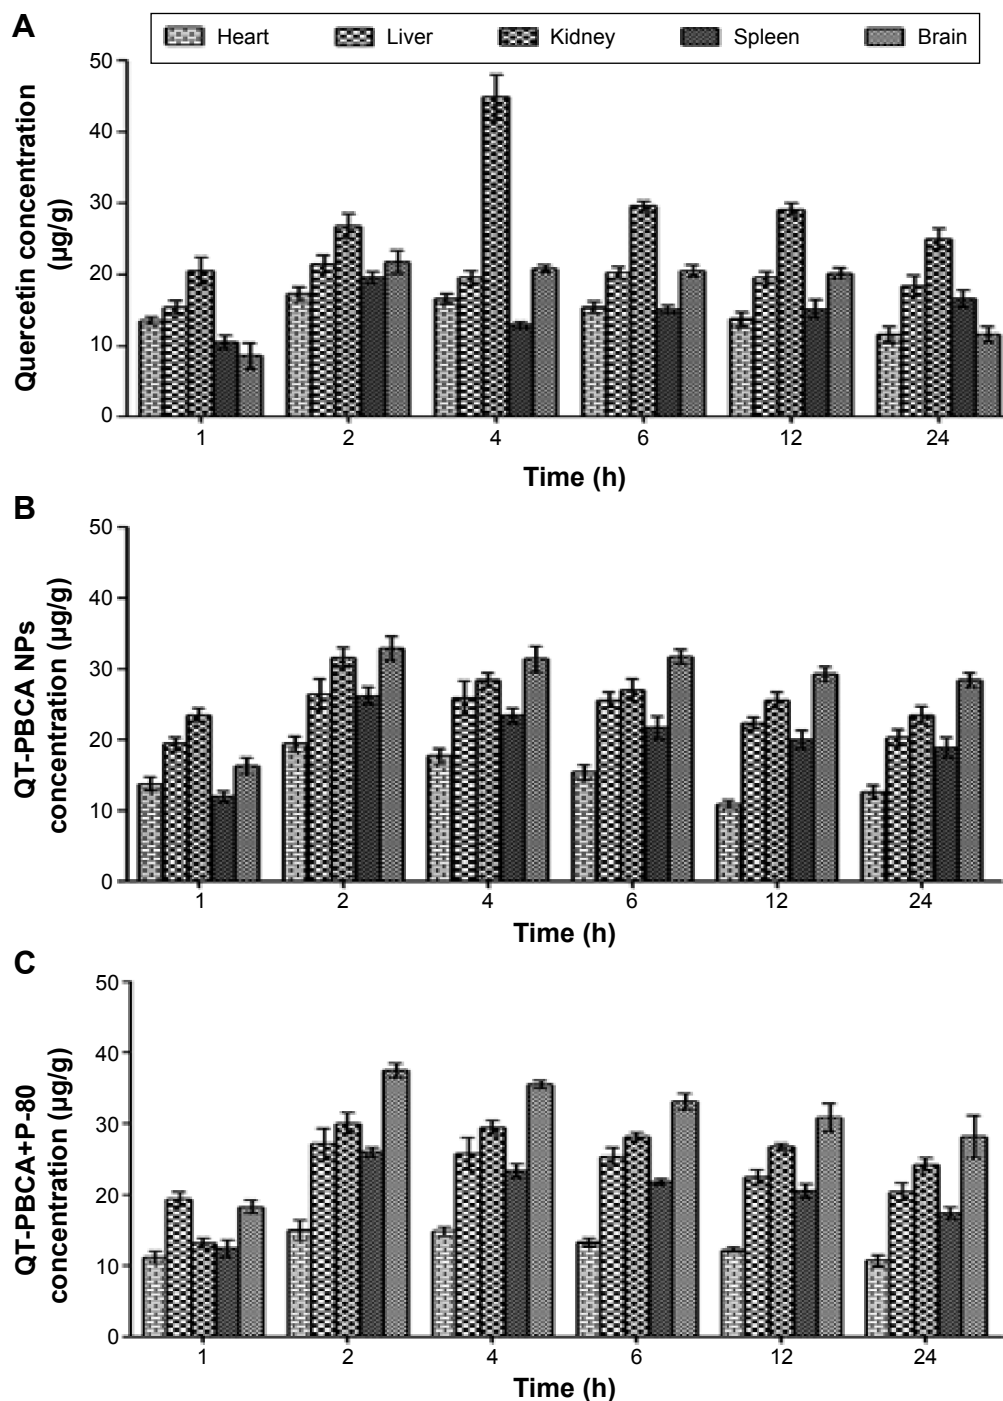 A
Heart Liver Kidney Spleen Brain
Quercetin concentration
(µg/g)
50
40
30
20
10
0
1 2 4 6 12 24
Time (h)
B
QT-PBCA NPs
concentration (µg/g)
50
40
30
20
10
0
1 2 4 6 12 24
Time (h)
C
QT-PBCA+P-80
concentration (µg/g)
50
40
30
20
10
0
1 2 4 6 12 24
Time (h)